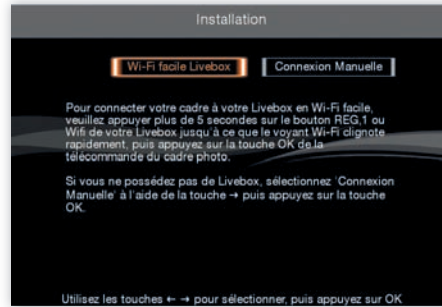 Installation
Wi-Fi facile Livebox Connexion Manuelle
Pour connecter votre cadre à votre Livebox en Wi-Fi facile,
veuillez appuyer plus de 5 secondes sur le bouton REG,1 ou
Wifi de votre Livebox jusqu'à ce que le voyant Wi-Fi clignote
rapidement, puis appuyez sur la touche OK de la
télécommande du cadre photo.
Si vous ne possédez pas de Livebox, sélectionnez 'Connexion
Manuelle' à l'aide de la touche → puis appuyez sur la touche
OK.
Utilisez les touches ← → pour sélectionner, puis appuyez sur OK